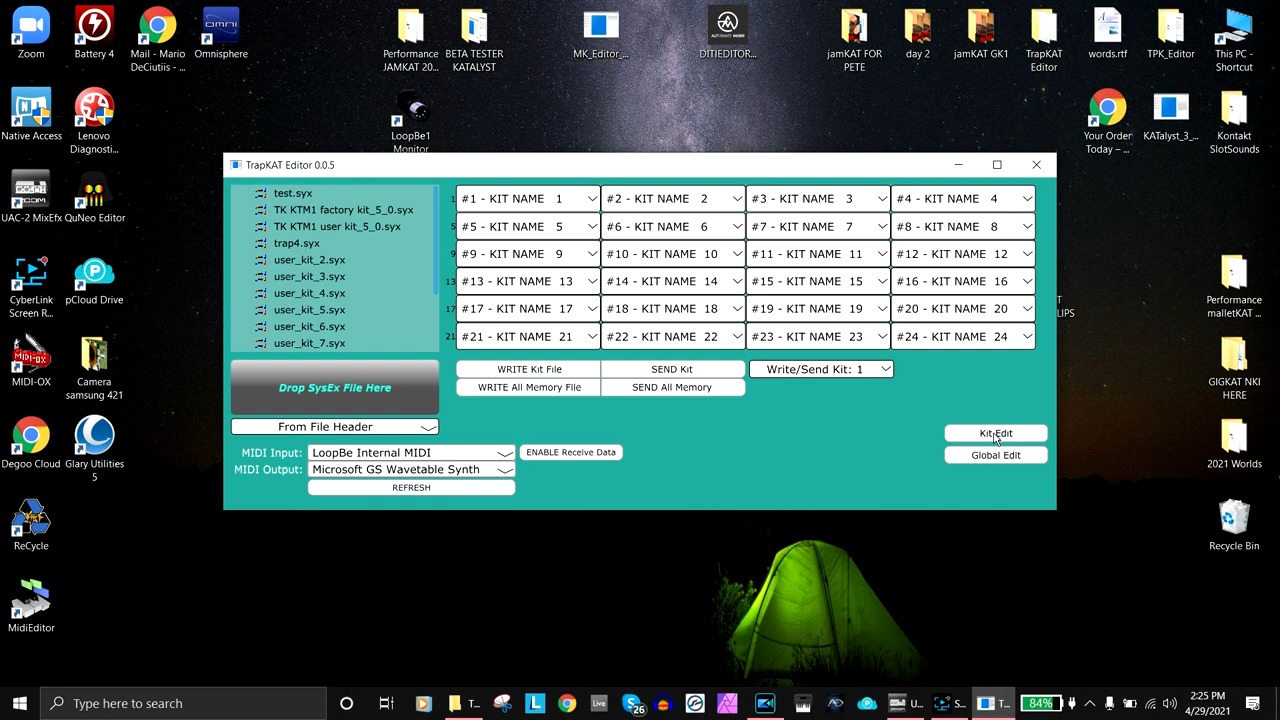 Zoom
Battery 4
Mail - Mario
DeCiutiis - ...
Omnisphere
Performance
JAMKAT 20...
BETA TESTER
KATALYST
MK_Editor_...
DITIEDITOR...
jamKAT FOR
PETE
day 2
jamKAT GK1
TrapKAT
Editor
words.rtf
TPK_Editor
This PC -
Shortcut
Native Access
Lenovo
Diagnosti...
LoopBe1
Monitor
Your Order
Today – ...
KATalyst_3_...
Kontakt
SlotSounds
UAC-2 MixEfx
QuNeo Editor
CyberLink
Screen R...
pCloud Drive
MIDI-OX
Camera
samsung 421
Degoo Cloud
Glary Utilities
5
ReCycle
MidiEditor
Performance
malletKAT ...
GIGKAT NKI
HERE
2021 Worlds
Recycle Bin
TrapKAT Editor 0.0.5
test.syx
TK KTM1 factory kit_5_0.syx
TK KTM1 user kit_5_0.syx
trap4.syx
user_kit_2.syx
user_kit_3.syx
user_kit_4.syx
user_kit_5.syx
user_kit_6.syx
user_kit_7.syx
1 #1 - KIT NAME 1 #2 - KIT NAME 2 #3 - KIT NAME 3 #4 - KIT NAME 4
5 #5 - KIT NAME 5 #6 - KIT NAME 6 #7 - KIT NAME 7 #8 - KIT NAME 8
9 #9 - KIT NAME 9 #10 - KIT NAME 10 #11 - KIT NAME 11 #12 - KIT NAME 12
13 #13 - KIT NAME 13 #14 - KIT NAME 14 #15 - KIT NAME 15 #16 - KIT NAME 16
17 #17 - KIT NAME 17 #18 - KIT NAME 18 #19 - KIT NAME 19 #20 - KIT NAME 20
21 #21 - KIT NAME 21 #22 - KIT NAME 22 #23 - KIT NAME 23 #24 - KIT NAME 24
WRITE Kit File SEND Kit Write/Send Kit: 1
WRITE All Memory File SEND All Memory
Drop SysEx File Here
From File Header
MIDI Input: LoopBe Internal MIDI ENABLE Receive Data
MIDI Output: Microsoft GS Wavetable Synth
REFRESH
Kit Edit
Global Edit
Type here to search
T...
Live
26
U...
S...
T...
84%
2:25 PM
4/29/2021